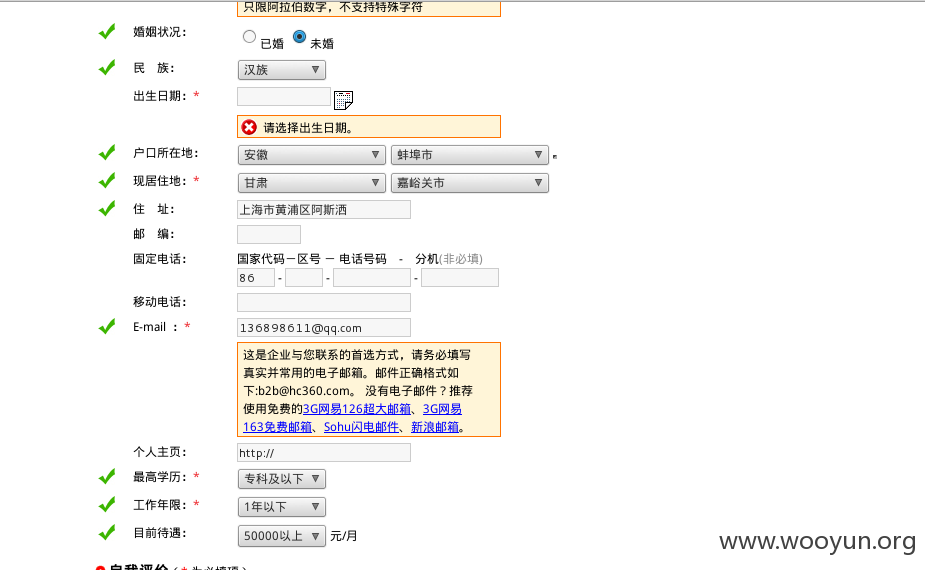 只限阿拉伯数字，不支持特殊字符
婚姻状况: 已婚 未婚
民 族: 汉族
出生日期: *
请选择出生日期。
户口所在地: 安徽 蚌埠市
现居住地: * 甘肃 嘉峪关市
住 址: 上海市黄浦区阿斯洒
邮 编:
固定电话: 国家代码－区号 － 电话号码 - 分机(非必填)
86 - - -
移动电话:
E-mail : * 136898611@qq.com
这是企业与您联系的首选方式，请务必填写
真实并常用的电子邮箱。邮件正确格式如
下:b2b@hc360.com。 没有电子邮件？推荐
使用免费的3G网易126超大邮箱、3G网易
163免费邮箱、Sohu闪电邮件、新浪邮箱。
个人主页: http://
最高学历: * 专科及以下
工作年限: * 1年以下
目前待遇: 50000以上 元/月
www.wooyun.org
自我评价 ( * 为必填项 )